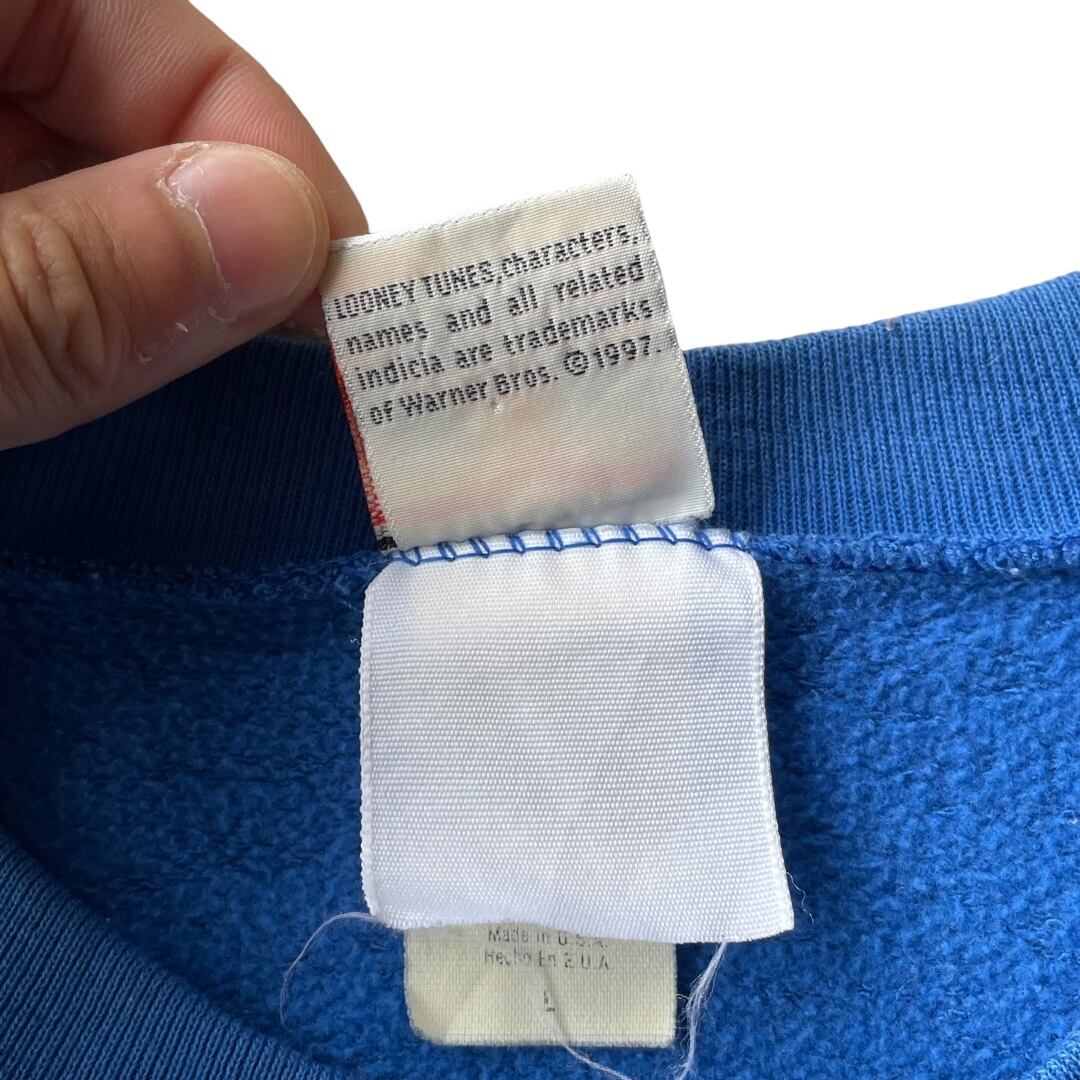 LOONEY TUNES, characters,
names and all related
indicia are trademarks
of Warner Bros. ©1997.
Made in U.S.A.
Hecho En E U A
L